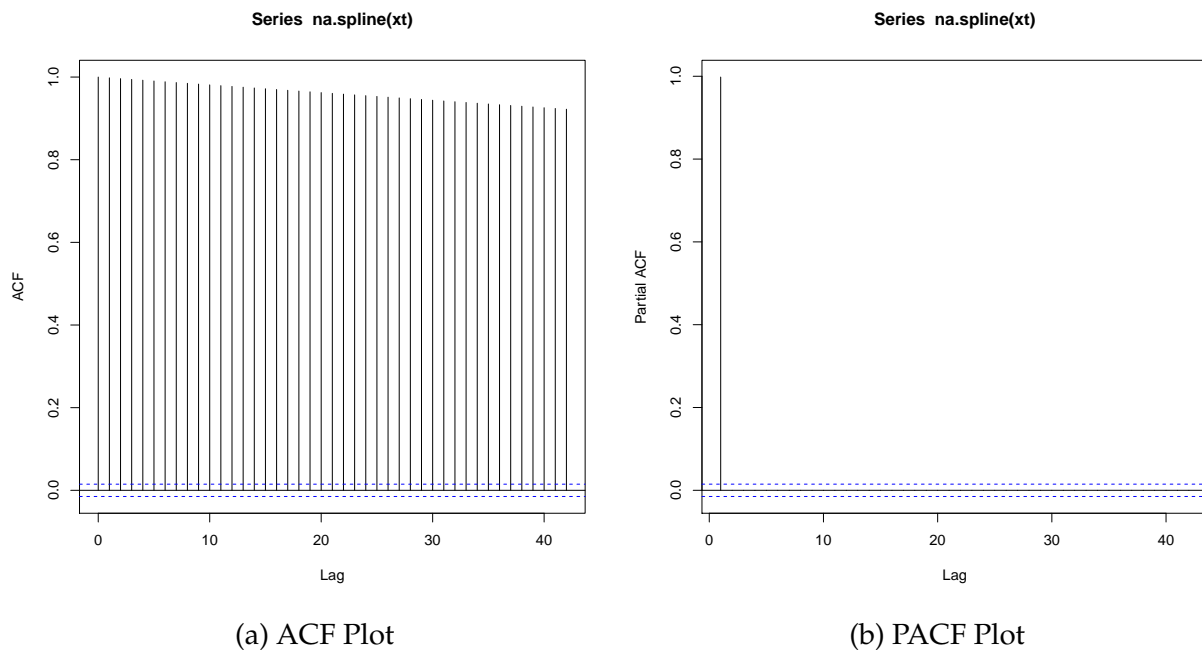 Series na.spline(xt)
ACF
1.0
0.8
0.6
0.4
0.2
0.0
0 10 20 30 40
Lag
(a) ACF Plot
Series na.spline(xt)
Partial ACF
1.0
0.8
0.6
0.4
0.2
0.0
0 10 20 30 40
Lag
(b) PACF Plot